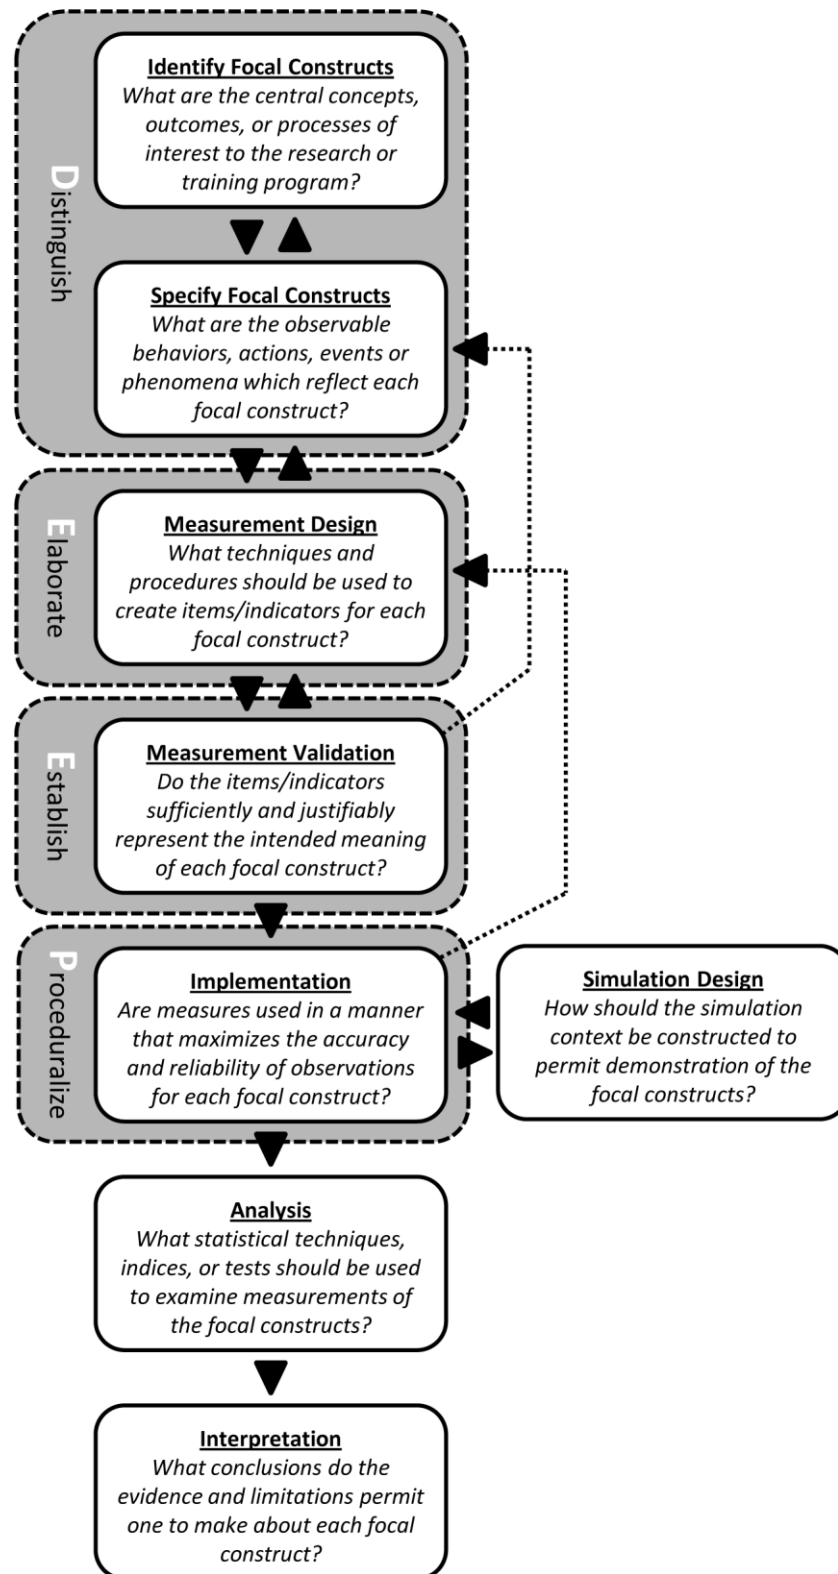 Distinguish
Identify Focal Constructs
What are the central concepts,
outcomes, or processes of
interest to the research or
training program?
Specify Focal Constructs
What are the observable
behaviors, actions, events or
phenomena which reflect each
focal construct?
Elaborate
Measurement Design
What techniques and
procedures should be used to
create items/indicators for each
focal construct?
Establish
Measurement Validation
Do the items/indicators
sufficiently and justifiably
represent the intended meaning
of each focal construct?
Proceduralize
Implementation
Are measures used in a manner
that maximizes the accuracy
and reliability of observations
for each focal construct?
Simulation Design
How should the simulation
context be constructed to
permit demonstration of the
focal constructs?
Analysis
What statistical techniques,
indices, or tests should be used
to examine measurements of
the focal constructs?
Interpretation
What conclusions do the
evidence and limitations permit
one to make about each focal
construct?